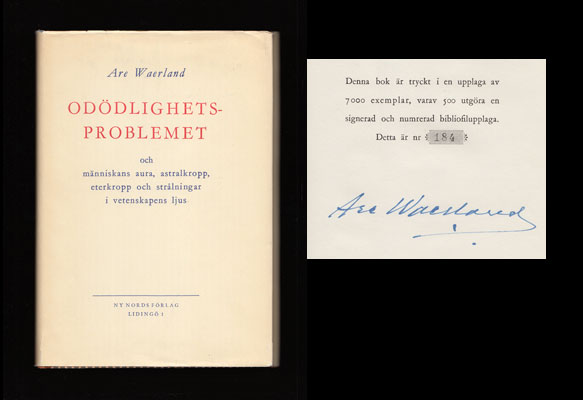 Are Waerland
ODÖDLIGHETS-
PROBLEMET
och
människans aura, astralkropp,
eterkropp och strålningar
i vetenskapens ljus
NY NORDS FÖRLAG
LIDINGÖ 1
Denna bok är tryckt i en upplaga av
7000 exemplar, varav 500 utgöra en
signerad och numrerad bibliofilupplaga.
Detta är nr 184
Are Waerland